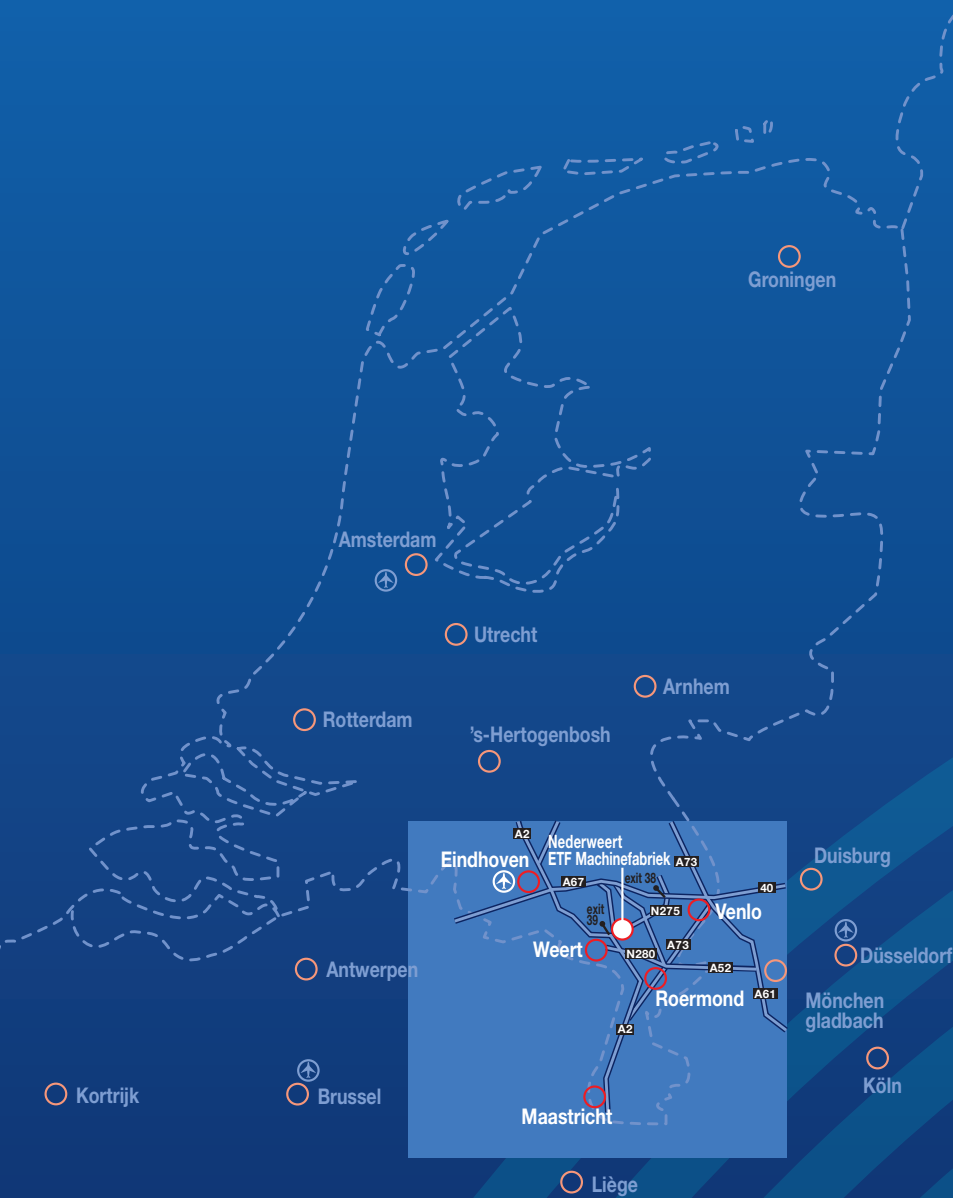 Groningen
Amsterdam
Utrecht
Arnhem
Rotterdam
's-Hertogenbosh
A2
Nederweert
ETF Machinefabriek
A73
Eindhoven
Duisburg
A67
exit 38
40
exit
39
N275
Venlo
Weert
N280
A73
Düsseldorf
Antwerpen
A52
Roermond
A61
Mönchen
gladbach
A2
Köln
Kortrijk
Brussel
Maastricht
Liège